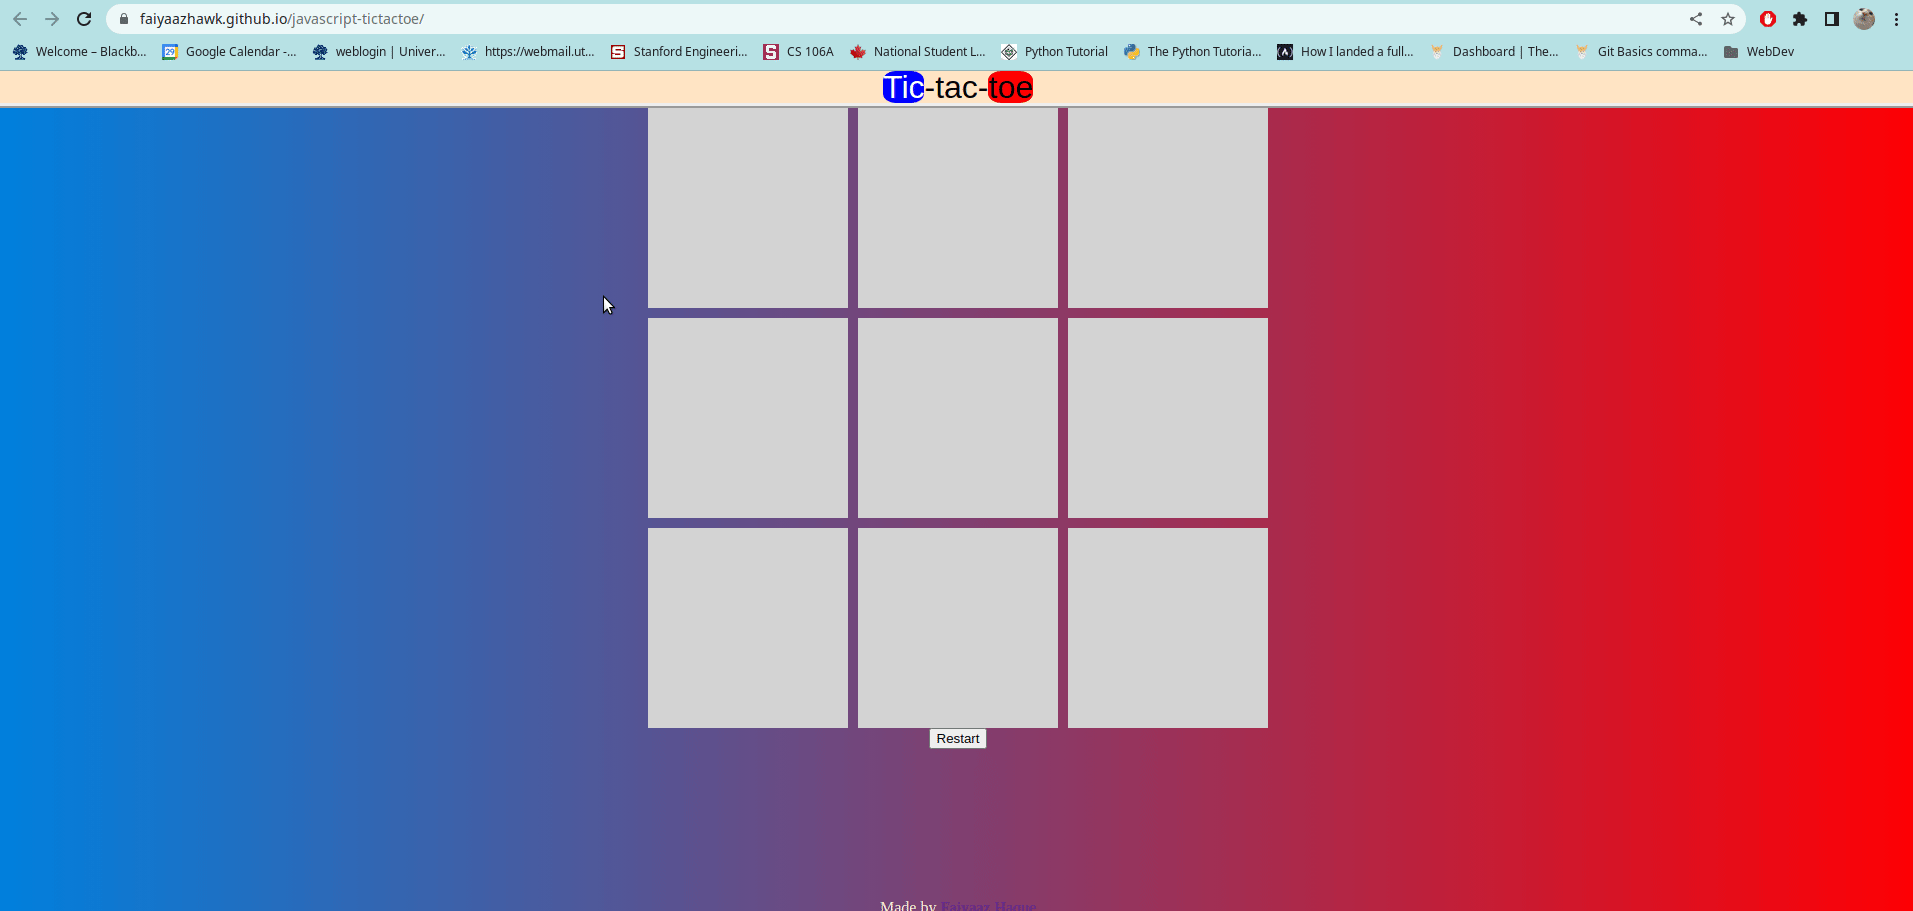 faiyaazhawk.github.io/javascript-tictactoe/
Welcome – Blackb... 29 Google Calendar -... weblogin | Univer... https://webmail.ut... Stanford Engineeri... CS 106A National Student L... Python Tutorial The Python Tutoria... How I landed a full... Dashboard | The... Git Basics comma... WebDev
Tic-tac-toe
Restart
Made by Faiyaaz Haque